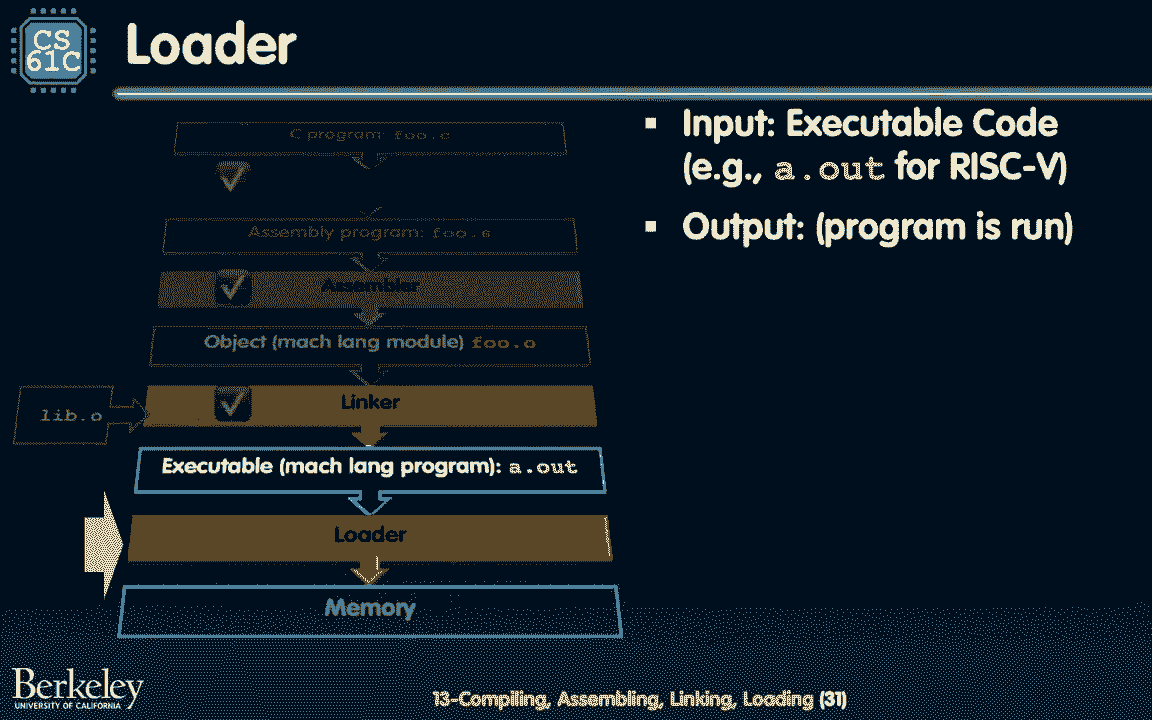 CS
61C
Loader
C program: foo.c
Assembly program: foo.s
Assembler
Object (mach lang module) foo.o
lib.o
Linker
Executable (mach lang program): a.out
Loader
Memory
Input: Executable Code
(e.g., a.out for RISC-V)
Output: (program is run)
Berkeley
UNIVERSITY OF CALIFORNIA
13-Compiling, Assembling, Linking, Loading (31)